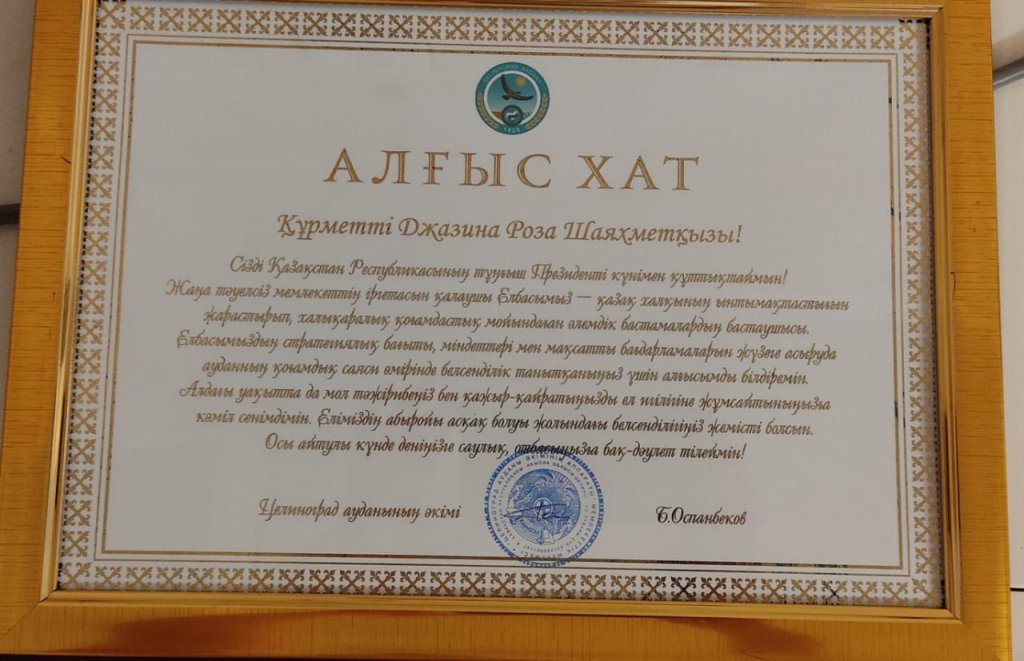 1928
АЛҒЫС ХАТ
Құрметті Джазина Роза Шаяхметқызы!
Сізді Қазақстан Республикасының тұңғыш Президенті күнімен құттықтаймын!
Жаңа тәуелсіз мемлекеттің іргетасын қалаушы Елбасымыз — қазақ халқының ынтымақтастығын
жарастырып, халықаралық қоғамдастық мойындаған әлемдік бастамалардың бастаушысы.
Елбасымыздың стратегиялық бағыты, міндеттері мен мақсатты бағдарламаларын жүзеге асыруда
ауданның қоғамдық саяси өмірінде белсенділік танытқаныңыз үшін алғысымды білдіремін.
Алдағы уақытта да мол тәжірибеңіз бен қажыр-қайратыңызды ел игілігіне жұмсайтыныңызға
кәміл сенімдімін. Еліміздің абыройы асқақ болуы жолындағы белсенділігіңіз жемісті болсын.
Осы айтулы күнде деніңізге саулық, отбасыңызға бақ-дәулет тілеймін!
Целиноград ауданының әкімі
Б.Оспанбеков